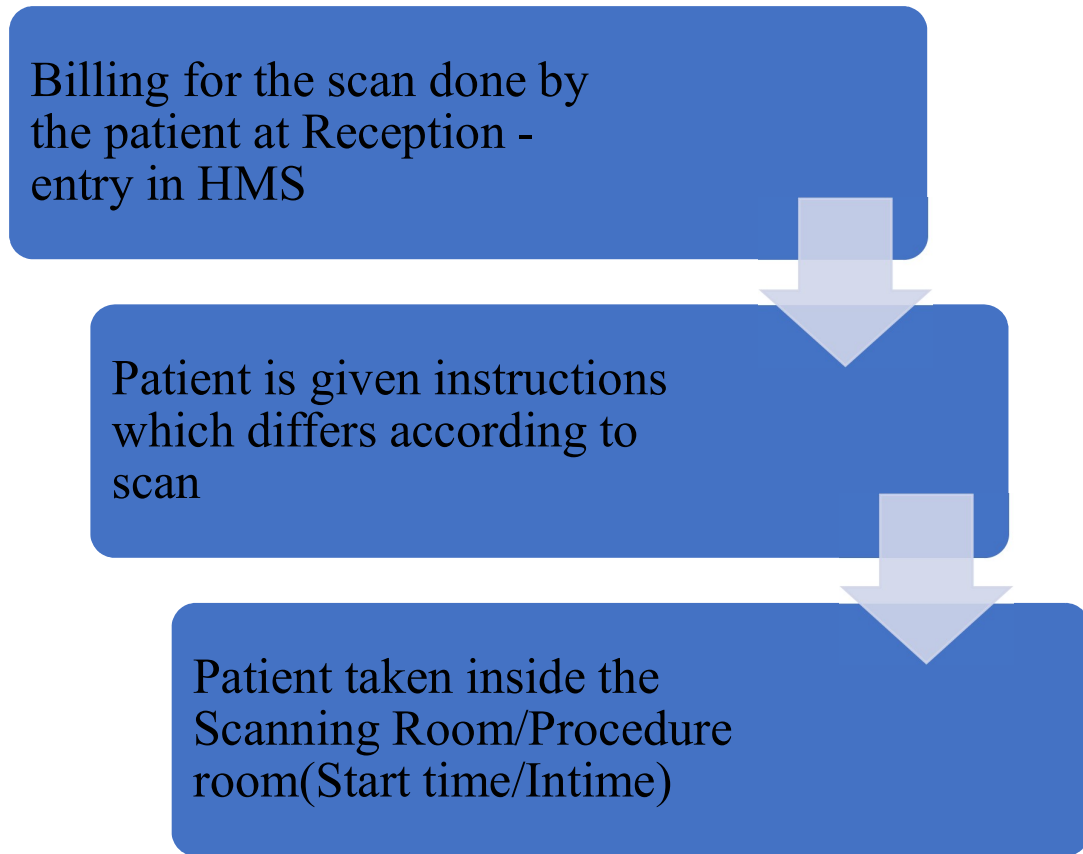 Billing for the scan done by
the patient at Reception -
entry in HMS
Patient is given instructions
which differs according to
scan
Patient taken inside the
Scanning Room/Procedure
room(Start time/Intime)